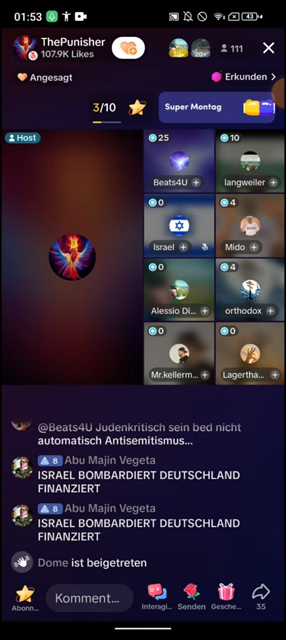 01:53
43
ThePunisher
107.9K Likes
20+
20+
111
Angesagt
Erkunden
3/10
Super Montag
Host
25
Beats4U
10
langweiler
0
Israel
4
Mido
0
Alessio Di...
4
orthodox
0
Mr.kellerm...
0
Lagertha...
@Beats4U Judenkritisch sein bed nicht
automatisch Antisemitismus...
8 Abu Majin Vegeta
ISRAEL BOMBARDIERT DEUTSCHLAND
FINANZIERT
8 Abu Majin Vegeta
ISRAEL BOMBARDIERT DEUTSCHLAND
FINANZIERT
Dome ist beigetreten
Abonn...
Komment...
Interagi...
Senden
Gesche...
35